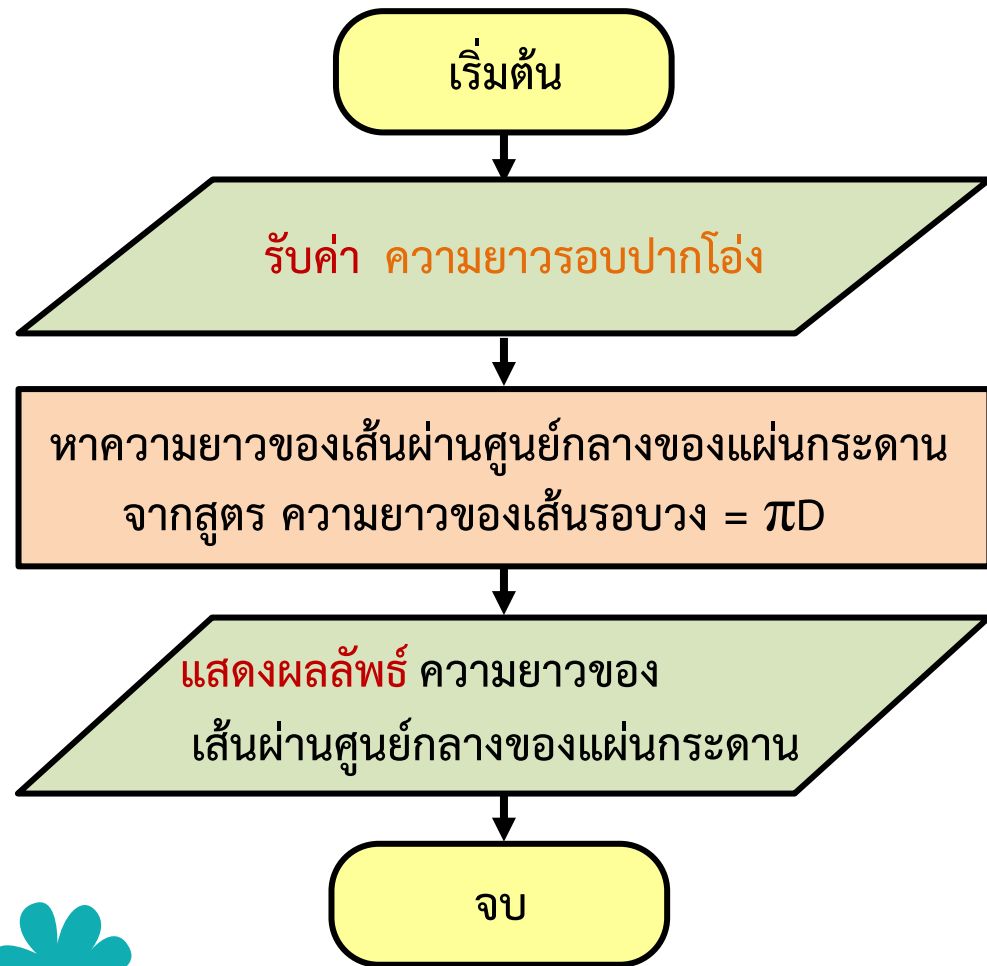 เริ่มต้น
รับค่า ความยาวรอบปากโอ่ง
หาความยาวของเส้นผ่านศูนย์กลางของแผ่นกระดาน
จากสูตร ความยาวของเส้นรอบวง = πD
แสดงผลลัพธ์ ความยาวของ
เส้นผ่านศูนย์กลางของแผ่นกระดาน
จบ